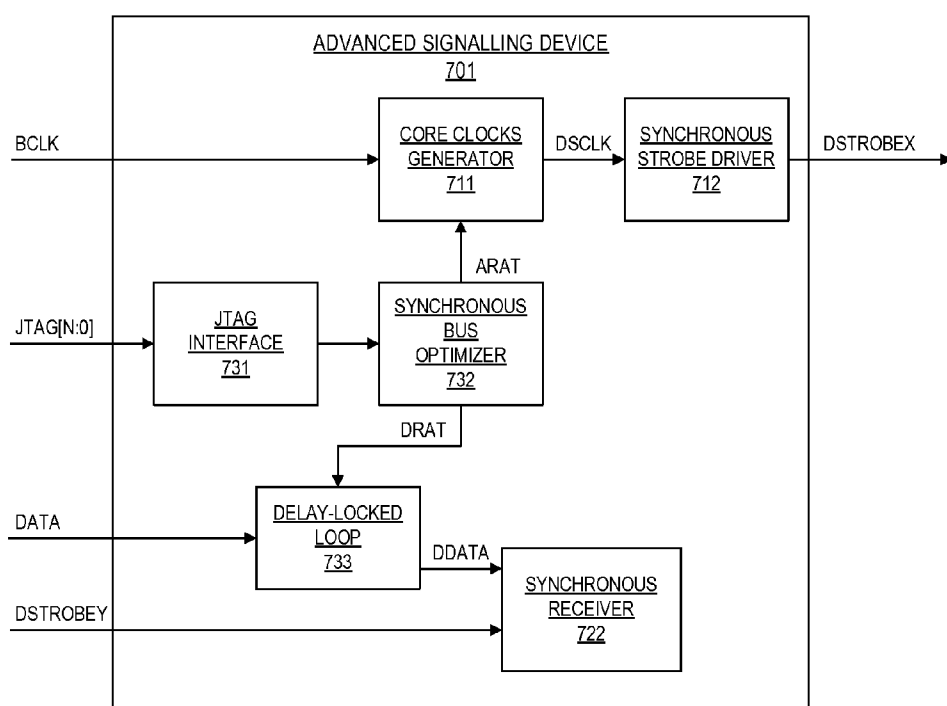 ADVANCED SIGNALLING DEVICE
701
BCLK
CORE CLOCKS
GENERATOR
711
DSCLK
SYNCHRONOUS
STROBE DRIVER
712
DSTROBEX
ARAT
JTAG[N:0]
JTAG
INTERFACE
731
SYNCHRONOUS
BUS
OPTIMIZER
732
DRAT
DATA
DELAY-LOCKED
LOOP
733
DDATA
DSTROBEY
SYNCHRONOUS
RECEIVER
722